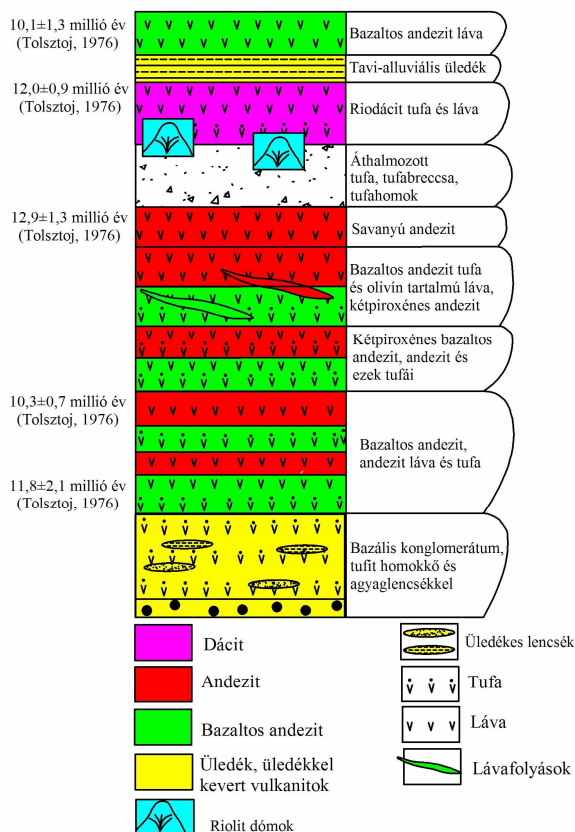 10,1±1,3 millió év
(Tolsztoj, 1976)
Bazaltos andezit láva
Tavi-alluviális üledék
12,0±0,9 millió év
(Tolsztoj, 1976)
Riodácit tufa és láva
Áthalmozott
tufa, tufabreccsa,
tufahomok
12,9±1,3 millió év
(Tolsztoj, 1976)
Savanyú andezit
Bazaltos andezit tufa
és olivín tartalmú láva,
kétpiroxénes andezit
Kétpiroxénes bazaltos
andezit, andezit és
ezek tufái
10,3±0,7 millió év
(Tolsztoj, 1976)
Bazaltos andezit,
andezit láva és tufa
11,8±2,1 millió év
(Tolsztoj, 1976)
Bazális konglomerátum,
tufit homokkő és
agyaglencsékkel
Dácit
Andezit
Bazaltos andezit
Üledék, üledékkel
kevert vulkanitok
Riolit dómok
Üledékes lencsék
Tufa
Láva
Lávafolyások